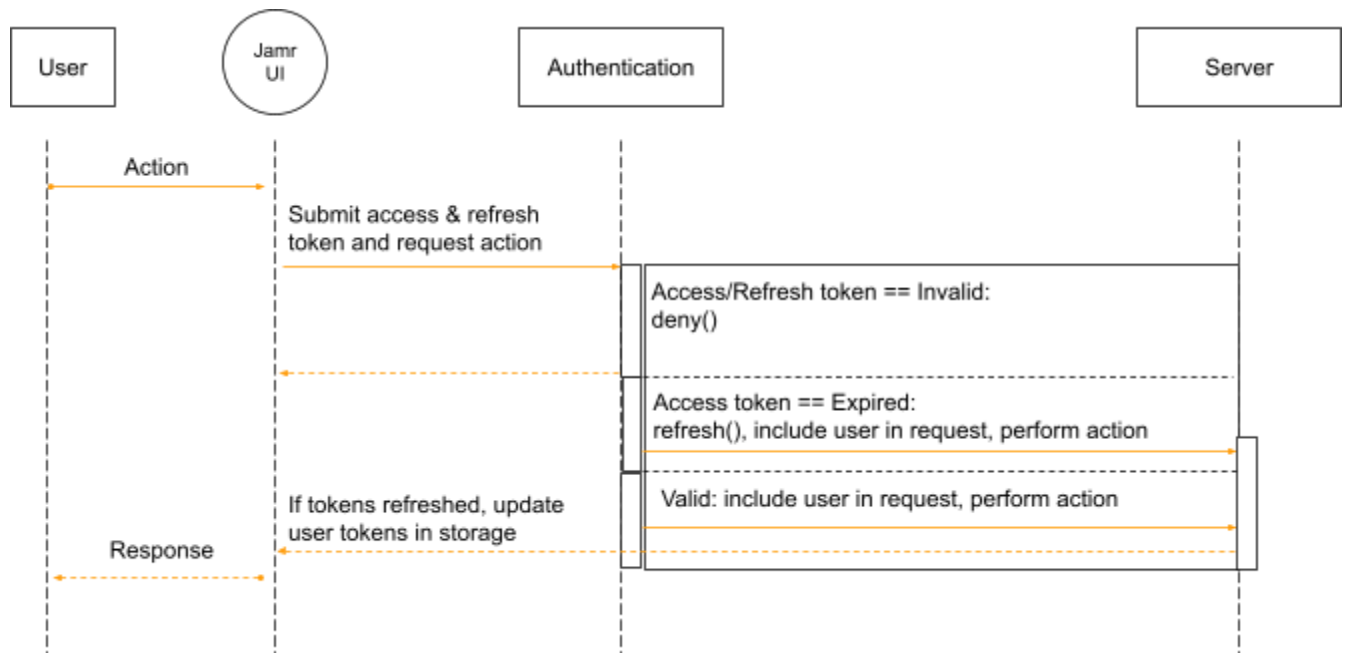 User
Jamr
UI
Authentication
Server
Action
Submit access & refresh
token and request action
Access/Refresh token == Invalid:
deny()
Access token == Expired:
refresh(), include user in request, perform action
Valid: include user in request, perform action
If tokens refreshed, update
user tokens in storage
Response